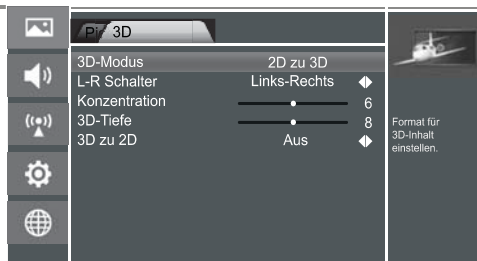 3D
3D-Modus 2D zu 3D
L-R Schalter Links-Rechts
Konzentration 6
3D-Tiefe 8
3D zu 2D Aus
Format für
3D-Inhalt
einstellen.